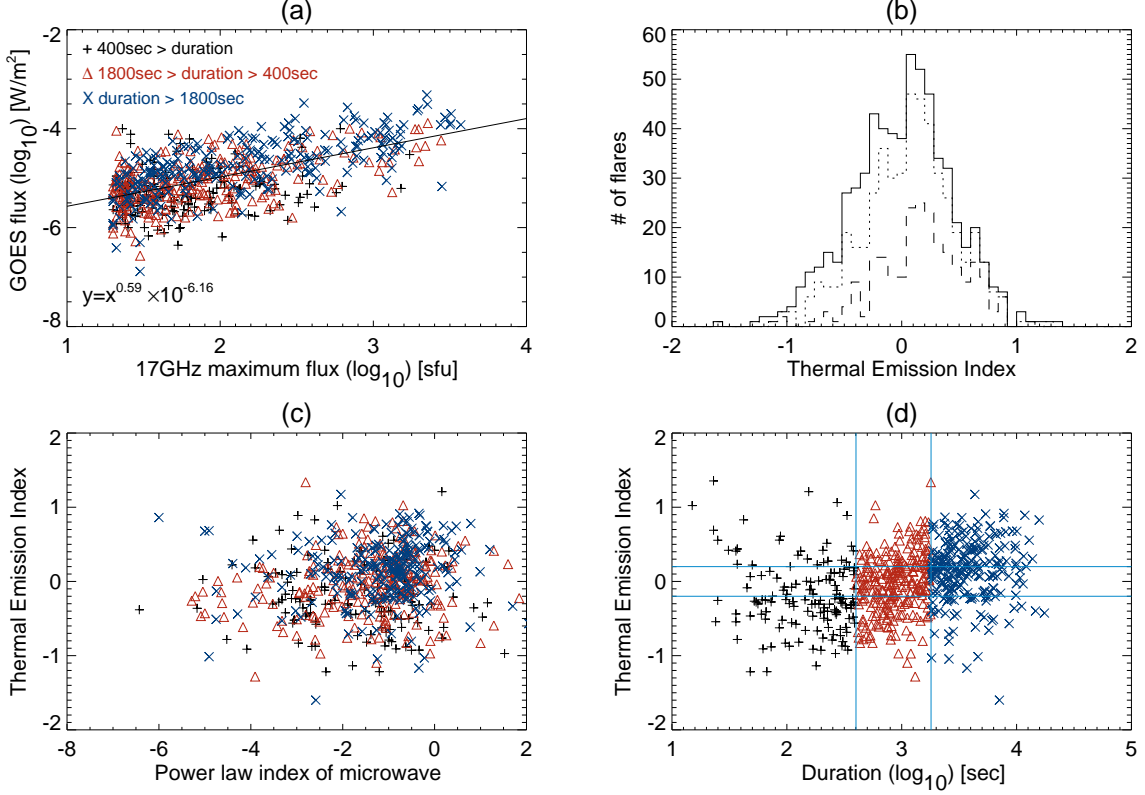 (a)
-2
-4
-6
-8
GOES flux (log10) [W/m2]
+ 400sec > duration
Δ 1800sec > duration > 400sec
X duration > 1800sec
y=x0.59 ×10-6.16
1 2 3 4
17GHz maximum flux (log10) [sfu]
(b)
60
50
40
30
20
10
0
# of flares
-2 -1 0 1 2
Thermal Emission Index
(c)
2
1
0
-1
-2
Thermal Emission Index
-8 -6 -4 -2 0 2
Power law index of microwave
(d)
2
1
0
-1
-2
Thermal Emission Index
1 2 3 4 5
Duration (log10) [sec]